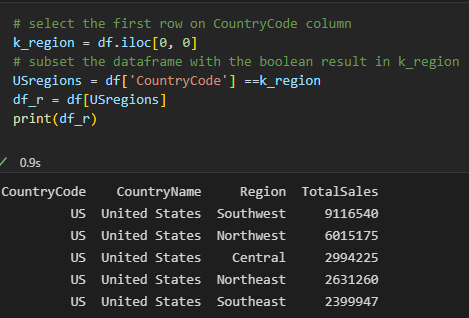 # select the first row on CountryCode column
k_region = df.iloc[0, 0]
# subset the dataframe with the boolean result in k_region
USregions = df['CountryCode'] ==k_region
df_r = df[USregions]
print(df_r)
✓ 0.9s
CountryCode CountryName Region TotalSales
US United States Southwest 9116540
US United States Northwest 6015175
US United States Central 2994225
US United States Northeast 2631260
US United States Southeast 2399947